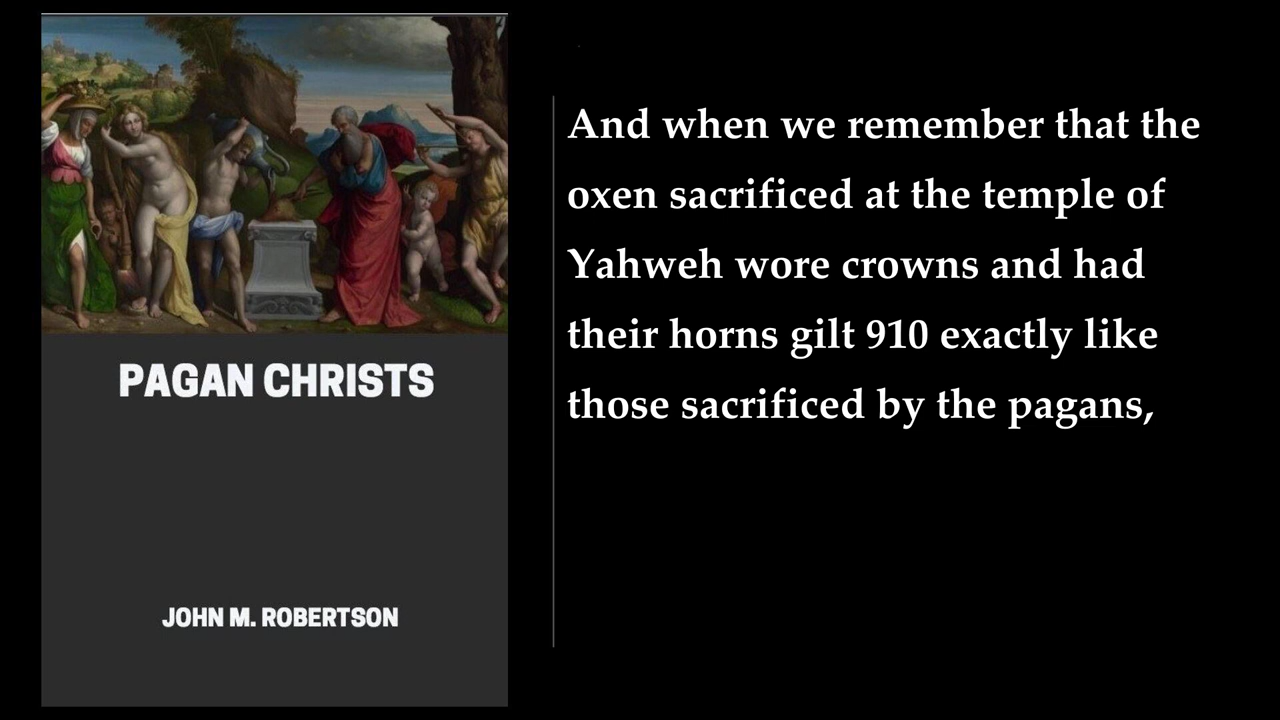 PAGAN CHRISTS
JOHN M. ROBERTSON
And when we remember that the
oxen sacrificed at the temple of
Yahweh wore crowns and had
their horns gilt 910 exactly like
those sacrificed by the pagans,